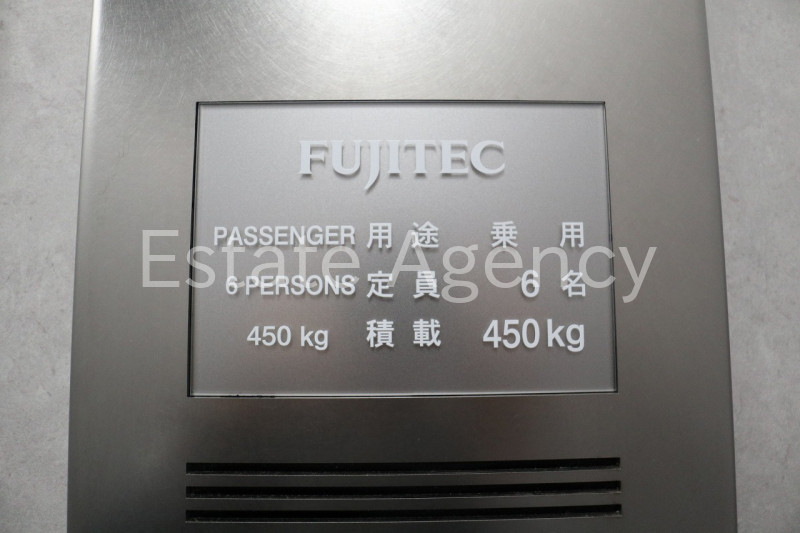 FUJITEC
PASSENGER 用途 乗用
6 PERSONS 定員 6名
450 kg 積載 450kg
Estate Agency